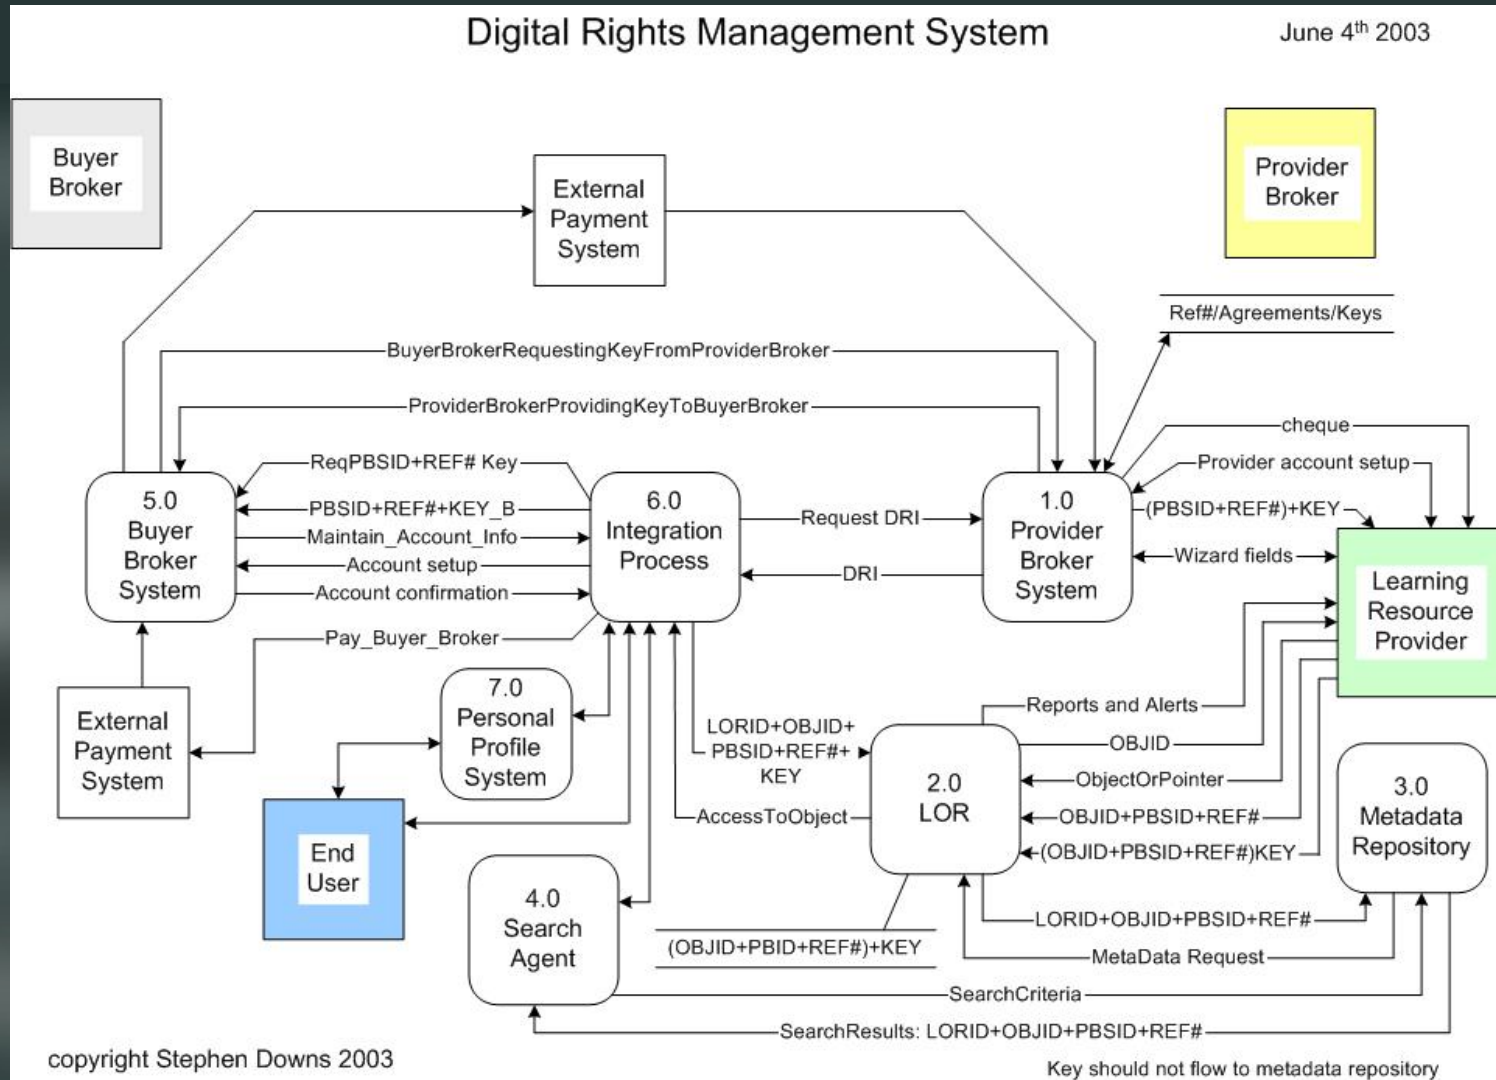 Digital Rights Management System
June 4th 2003
Buyer
Broker
External
Payment
System
Provider
Broker
Ref#/Agreements/Keys
BuyerBrokerRequestingKeyFromProviderBroker
ProviderBrokerProvidingKeyToBuyerBroker
cheque
ReqPBSID+REF# Key
Provider account setup
5.0
Buyer
Broker
System
PBSID+REF#+KEY_B
Maintain_Account_Info
Account setup
Account confirmation
6.0
Integration
Process
Request DRI
DRI
1.0
Provider
Broker
System
(PBSID+REF#)+KEY
Wizard fields
Learning
Resource
Provider
Pay_Buyer_Broker
External
Payment
System
7.0
Personal
Profile
System
LORID+OBJID+
PBSID+REF#+
KEY
AccessToObject
Reports and Alerts
OBJID
ObjectOrPointer
OBJID+PBSID+REF#
(OBJID+PBSID+REF#)KEY
2.0
LOR
3.0
Metadata
Repository
End
User
4.0
Search
Agent
(OBJID+PBID+REF#)+KEY
LORID+OBJID+PBSID+REF#
MetaData Request
SearchCriteria
SearchResults: LORID+OBJID+PBSID+REF#
copyright Stephen Downs 2003
Key should not flow to metadata repository